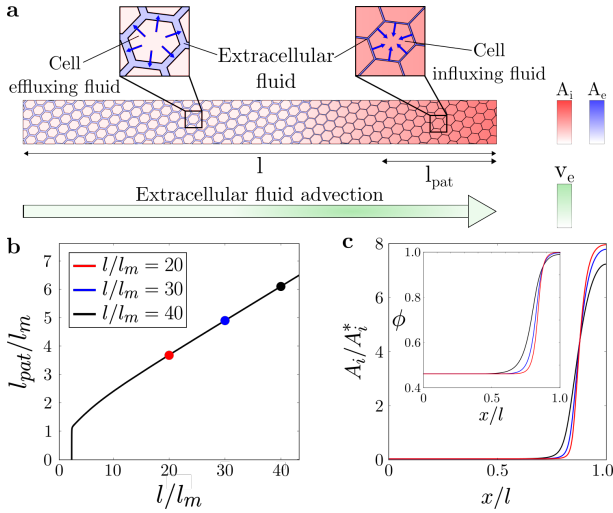 a
Cell
effluxing fluid
Extracellular
fluid
Cell
influxing fluid
A_i A_e
l
l_pat
Extracellular fluid advection
v_e
b
l/l_m = 20
l/l_m = 30
l/l_m = 40
l_pat/l_m
7
6
5
4
3
2
1
0
0 10 20 30 40
l/l_m
c
A_i/A_i^*
8
6
4
2
0
ϕ
1.0
0.8
0.6
0.4
0 0.5 1.0
x/l
0 0.5 1.0
x/l